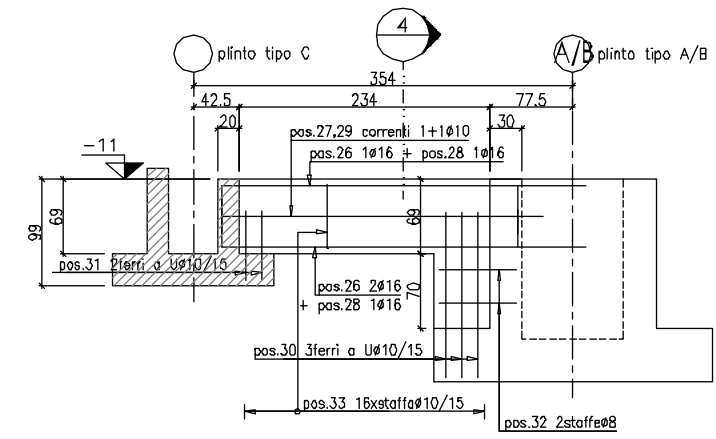 4
plinto tipo C
A/B plinto tipo A/B
354
42.5 234 77.5
20 30
pos.27,29 correnti 1+1ø10
-11
pos.26 1ø16 + pos.28 1ø16
99
69
69
pos.31 2ferri a Uø10/15
pos.26 2ø16
+ pos.28 1ø16
70
pos.30 3ferri a Uø10/15
pos.33 16xstaffaø10/15
pos.32 2staffeø8